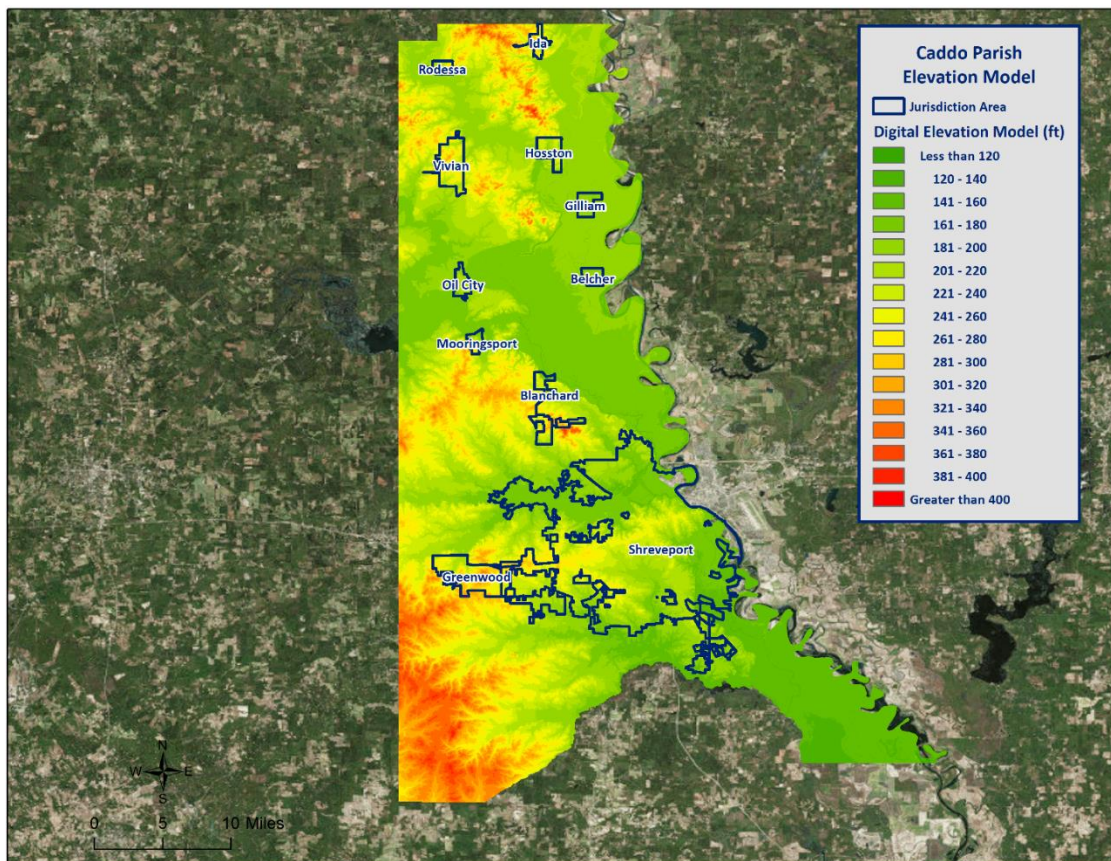 Ida
Rodessa
Vivian
Hosston
Gilliam
Oil City
Belcher
Mooringsport
Blanchard
Shreveport
Greenwood
Caddo Parish
Elevation Model
Jurisdiction Area
Digital Elevation Model (ft)
Less than 120
120 - 140
141 - 160
161 - 180
181 - 200
201 - 220
221 - 240
241 - 260
261 - 280
281 - 300
301 - 320
321 - 340
341 - 360
361 - 380
381 - 400
Greater than 400
N
W E
S
0 5 10 Miles